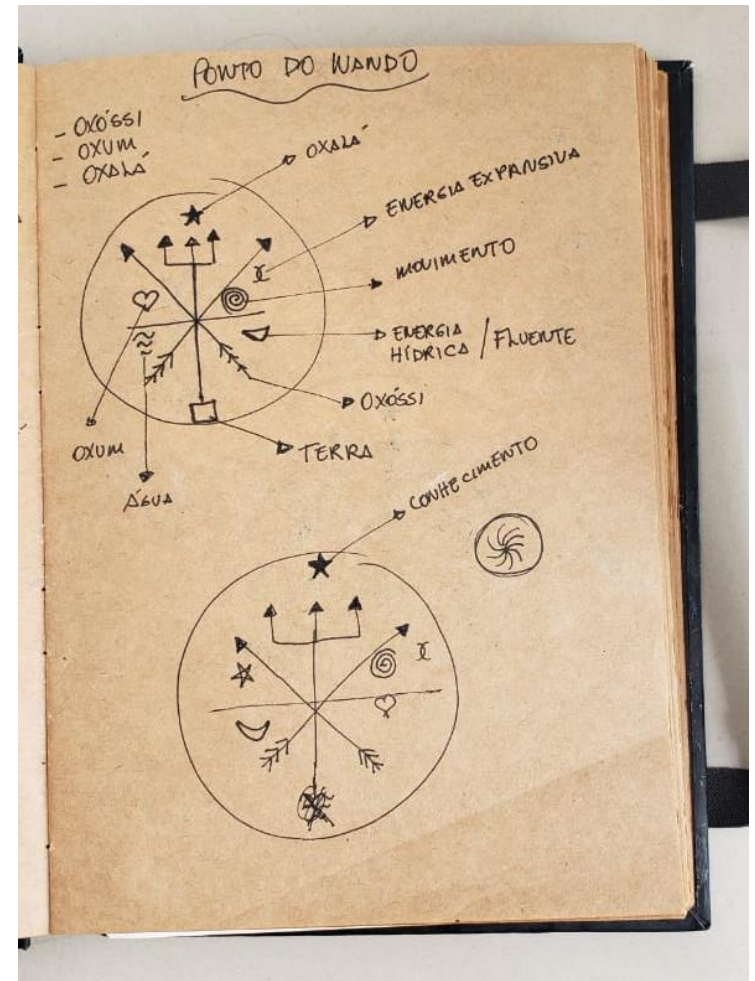 PONTO DO WANDO
- OXÓSSI
- OXUM
- OXALÁ
OXALÁ
ENERGIA EXPANSIVA
MOVIMENTO
ENERGIA
HÍDRICA / FLUENTE
OXÓSSI
TERRA
OXUM
ÁGUA
CONHECIMENTO